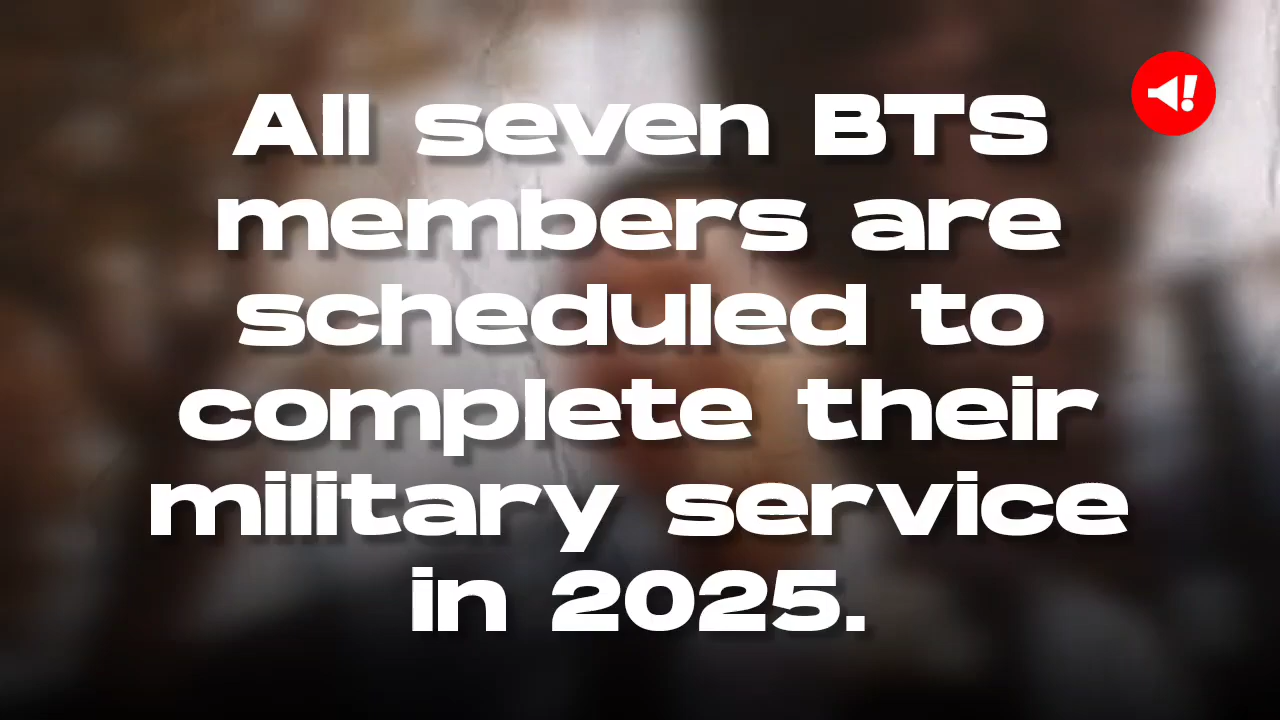 All seven BTS
members are
scheduled to
complete their
military service
in 2025.